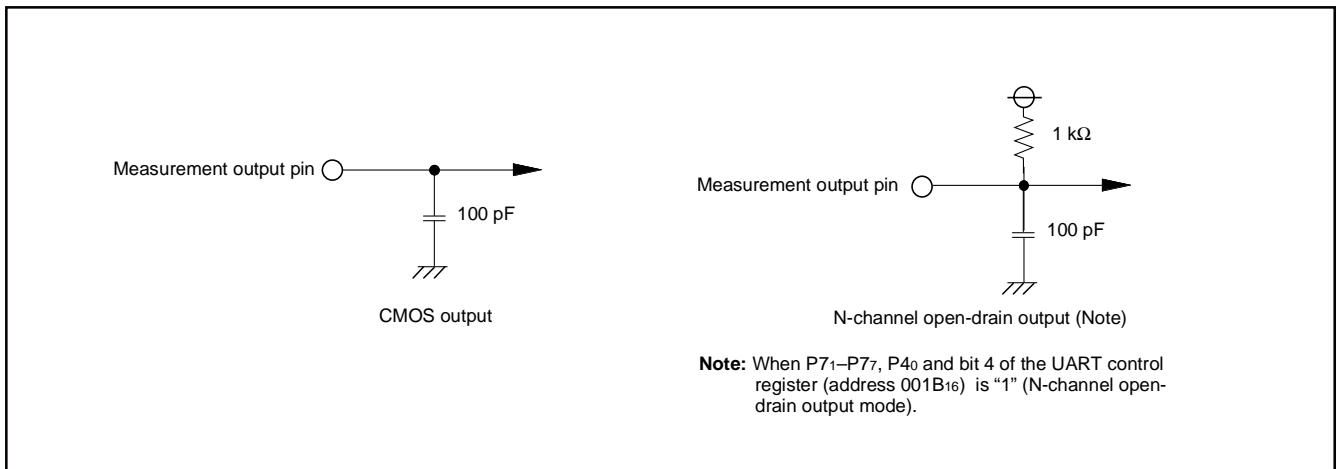 Measurement output pin
100 pF
CMOS output
1 kΩ
Measurement output pin
100 pF
N-channel open-drain output (Note)
Note: When P71–P77, P40 and bit 4 of the UART control
register (address 001B16) is “1” (N-channel open-
drain output mode).